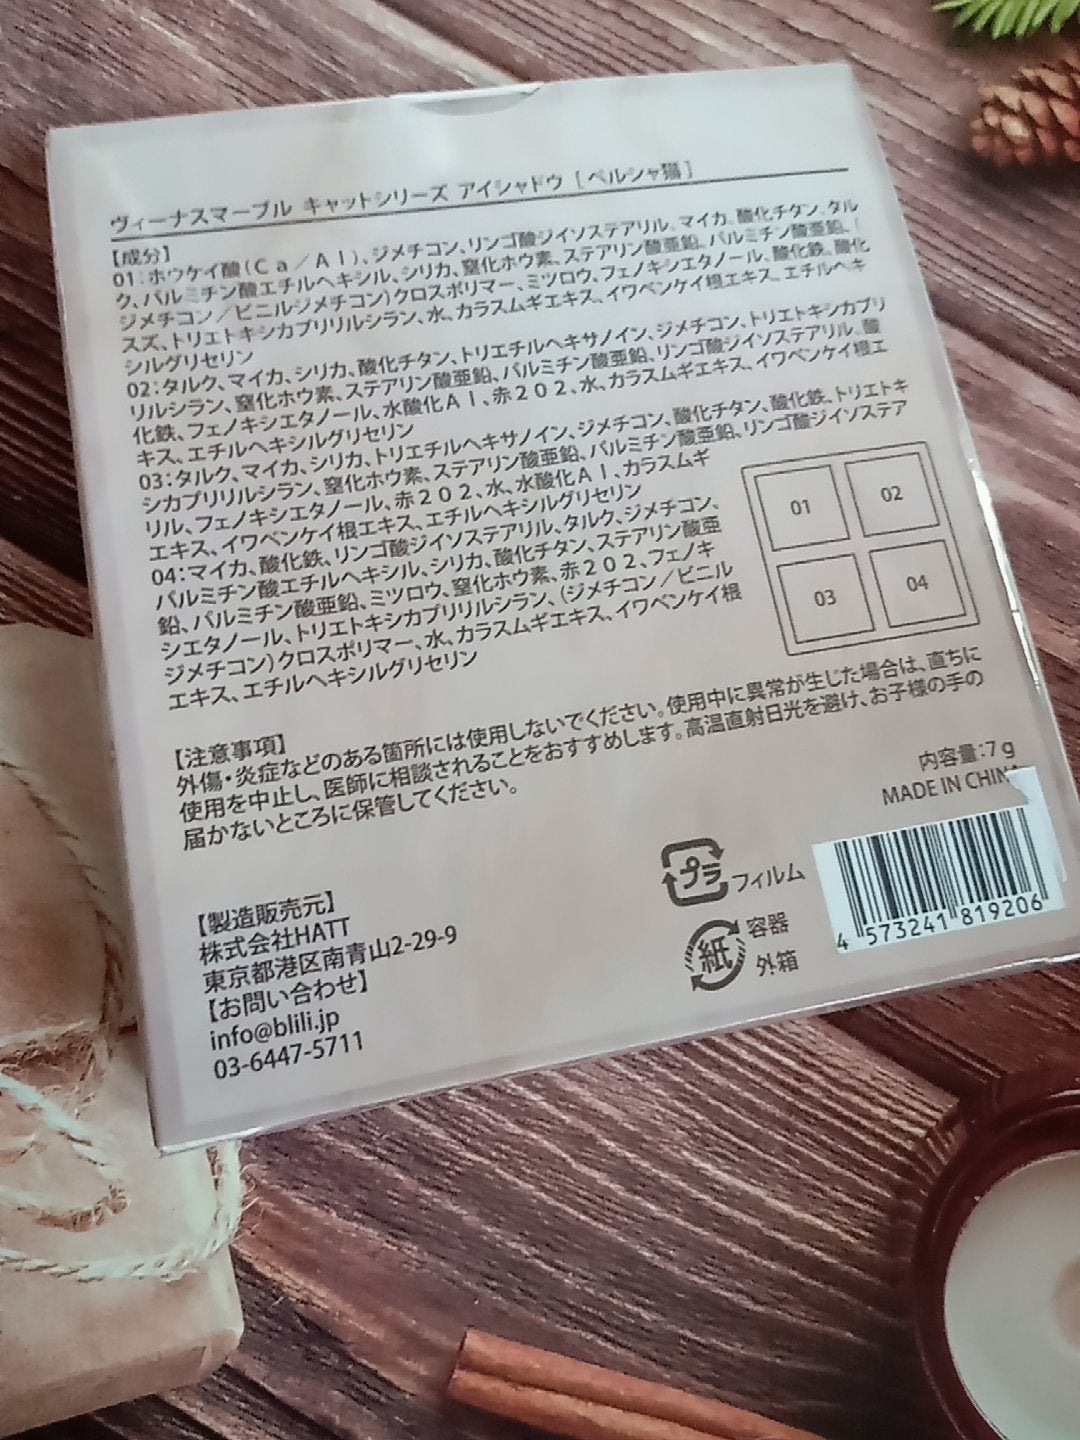 ヴィーナスマーブル キャットシリーズ アイシャドウ [ペルシャ猫]
【成分】
01:ホウケイ酸(Ca/Al)、ジメチコン、リンゴ酸ジイソステアリル、マイカ、酸化チタン、タル
ク、パルミチン酸エチルヘキシル、シリカ、窒化ホウ素、ステアリン酸亜鉛、パルミチン酸亜鉛、(
ジメチコン/ビニルジメチコン)クロスポリマー、ミツロウ、フェノキシエタノール、酸化鉄、酸化
スズ、トリエトキシカプリリルシラン、水、カラスムギエキス、イワベンケイ根エキス、エチルヘキ
シルグリセリン
02:タルク、マイカ、シリカ、酸化チタン、トリエチルヘキサノイン、ジメチコン、トリエトキシカプリ
リルシラン、窒化ホウ素、ステアリン酸亜鉛、パルミチン酸亜鉛、リンゴ酸ジイソステアリル、酸
化鉄、フェノキシエタノール、水酸化Al、赤202、水、カラスムギエキス、イワベンケイ根エ
キス、エチルヘキシルグリセリン
03:タルク、マイカ、シリカ、トリエチルヘキサノイン、ジメチコン、酸化チタン、酸化鉄、トリエトキ
シカプリリルシラン、窒化ホウ素、ステアリン酸亜鉛、パルミチン酸亜鉛、リンゴ酸ジイソステア
リル、フェノキシエタノール、赤202、水、水酸化Al、カラスムギ
エキス、イワベンケイ根エキス、エチルヘキシルグリセリン
04:マイカ、酸化鉄、リンゴ酸ジイソステアリル、タルク、ジメチコン、
パルミチン酸エチルヘキシル、シリカ、酸化チタン、ステアリン酸亜
鉛、パルミチン酸亜鉛、ミツロウ、窒化ホウ素、赤202、フェノキ
シエタノール、トリエトキシカプリリルシラン、(ジメチコン/ビニル
ジメチコン)クロスポリマー、水、カラスムギエキス、イワベンケイ根
エキス、エチルヘキシルグリセリン
01
02
03
04
【注意事項】
外傷・炎症などのある箇所には使用しないでください。使用中に異常が生じた場合は、直ちに
使用を中止し、医師に相談されることをおすすめします。高温直射日光を避け、お子様の手の
届かないところに保管してください。
内容量:7g
MADE IN CHIN
【製造販売元】
株式会社HATT
東京都港区南青山2-29-9
【お問い合わせ】
info@blili.jp
03-6447-5711
プラ フィルム
紙 容器
外箱
4 573241 819206